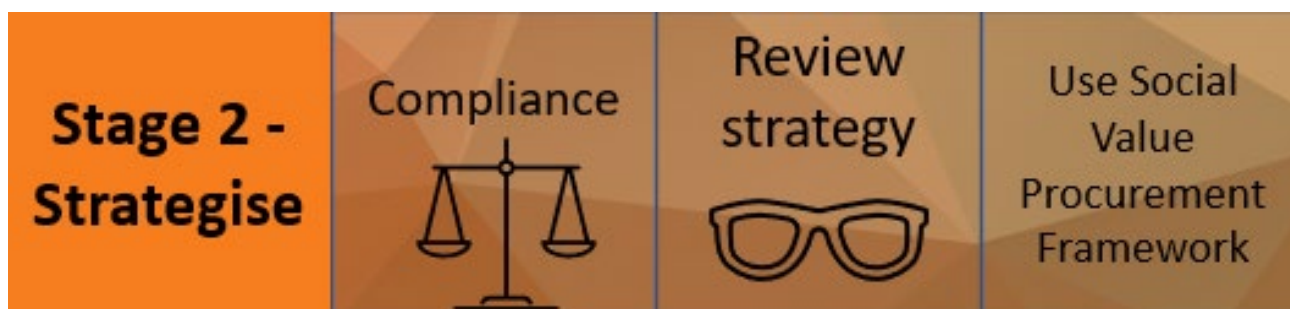 Stage 2 -
Strategise
Compliance
Review
strategy
Use Social
Value
Procurement
Framework